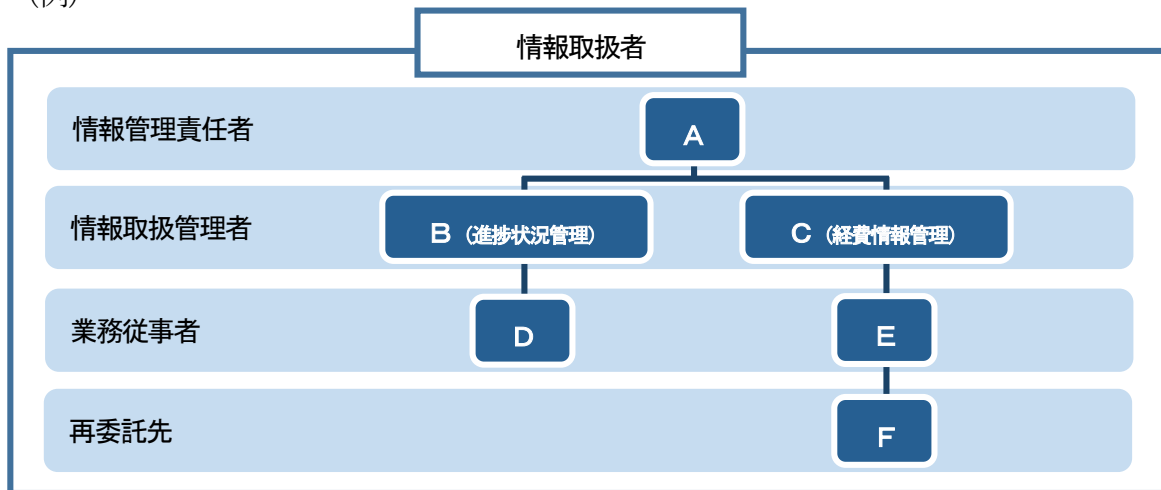 (例)
情報取扱者
情報管理責任者
A
情報取扱管理者
B (進捗状況管理)
C (経費情報管理)
業務従事者
D
E
再委託先
F